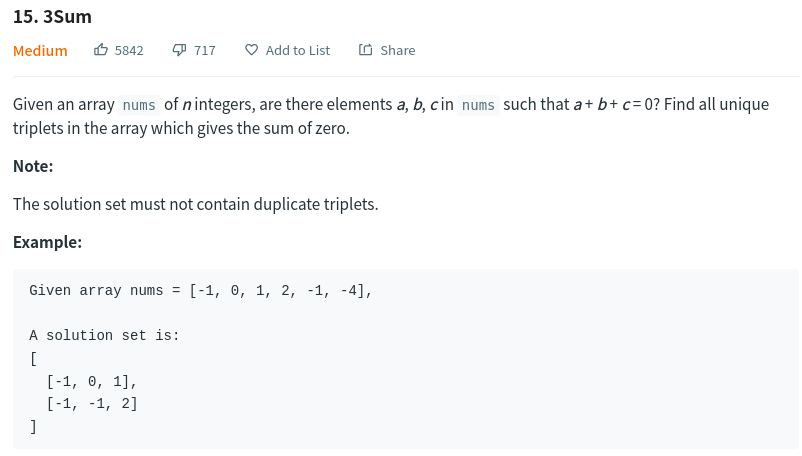 15. 3Sum
Medium 5842 717 Add to List Share
Given an array nums of n integers, are there elements a, b, c in nums such that a + b + c = 0? Find all unique
triplets in the array which gives the sum of zero.
Note:
The solution set must not contain duplicate triplets.
Example:
Given array nums = [-1, 0, 1, 2, -1, -4],
A solution set is:
[
  [-1, 0, 1],
  [-1, -1, 2]
]